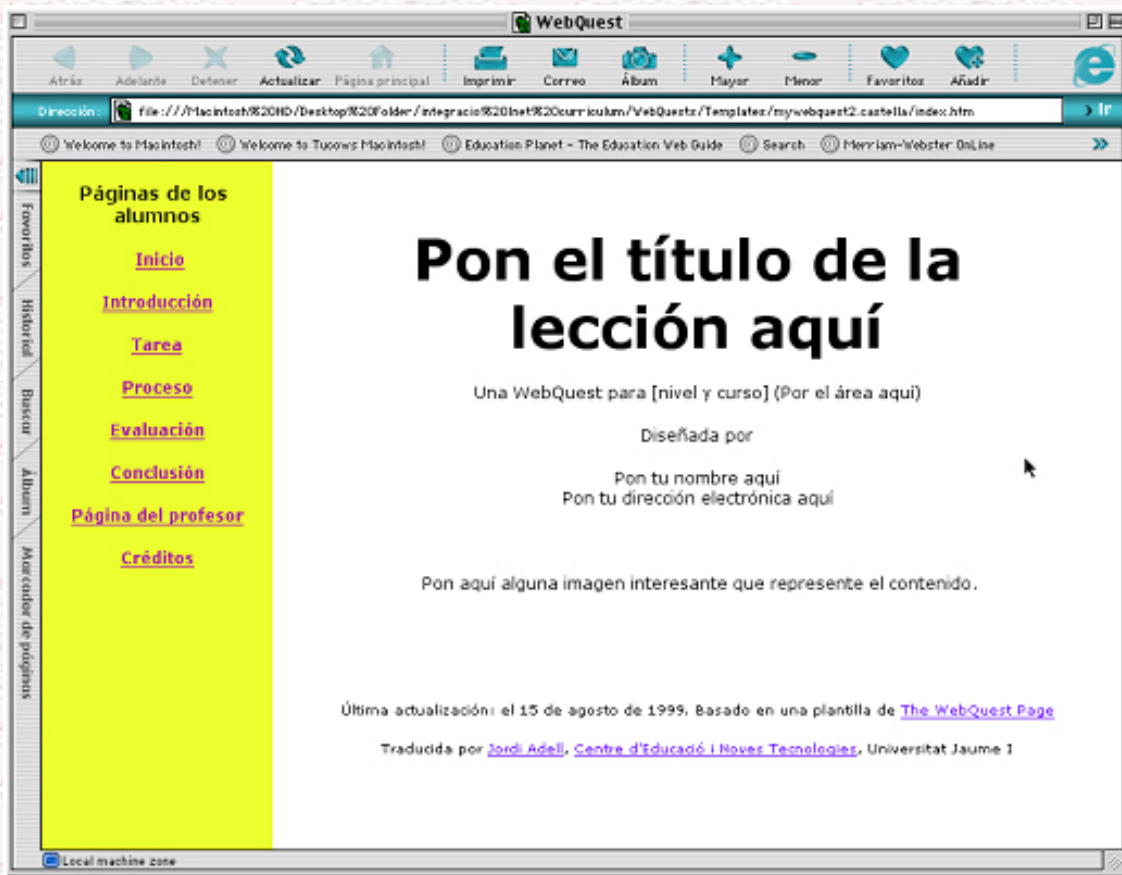 WebQuest
Atrás Adelante Detener Actualizar Página principal Imprimir Correo Álbum Mayor Menor Favoritos Añadir
Dirección: file:///Macintosh%20HD/Desktop%20Folder/integracio%20Inet%20curriculum/WebQuests/Templates/mywebquest2.castella/index.htm Ir
Welcome to Macintosh! Welcome to Tucows Macintosh! Education Planet - The Education Web Guide Search Merriam-Webster OnLine
Favoritos
Historial
Buscar
Álbum
Marcador de páginas
Páginas de los
alumnos
Inicio
Introducción
Tarea
Proceso
Evaluación
Conclusión
Página del profesor
Créditos
Pon el título de la
lección aquí
Una WebQuest para [nivel y curso] (Por el área aquí)
Diseñada por
Pon tu nombre aquí
Pon tu dirección electrónica aquí
Pon aquí alguna imagen interesante que represente el contenido.
Última actualización: el 15 de agosto de 1999. Basado en una plantilla de The WebQuest Page
Traducida por Jordi Adell, Centre d'Educació i Noves Tecnologies, Universitat Jaume I
Local machine zone